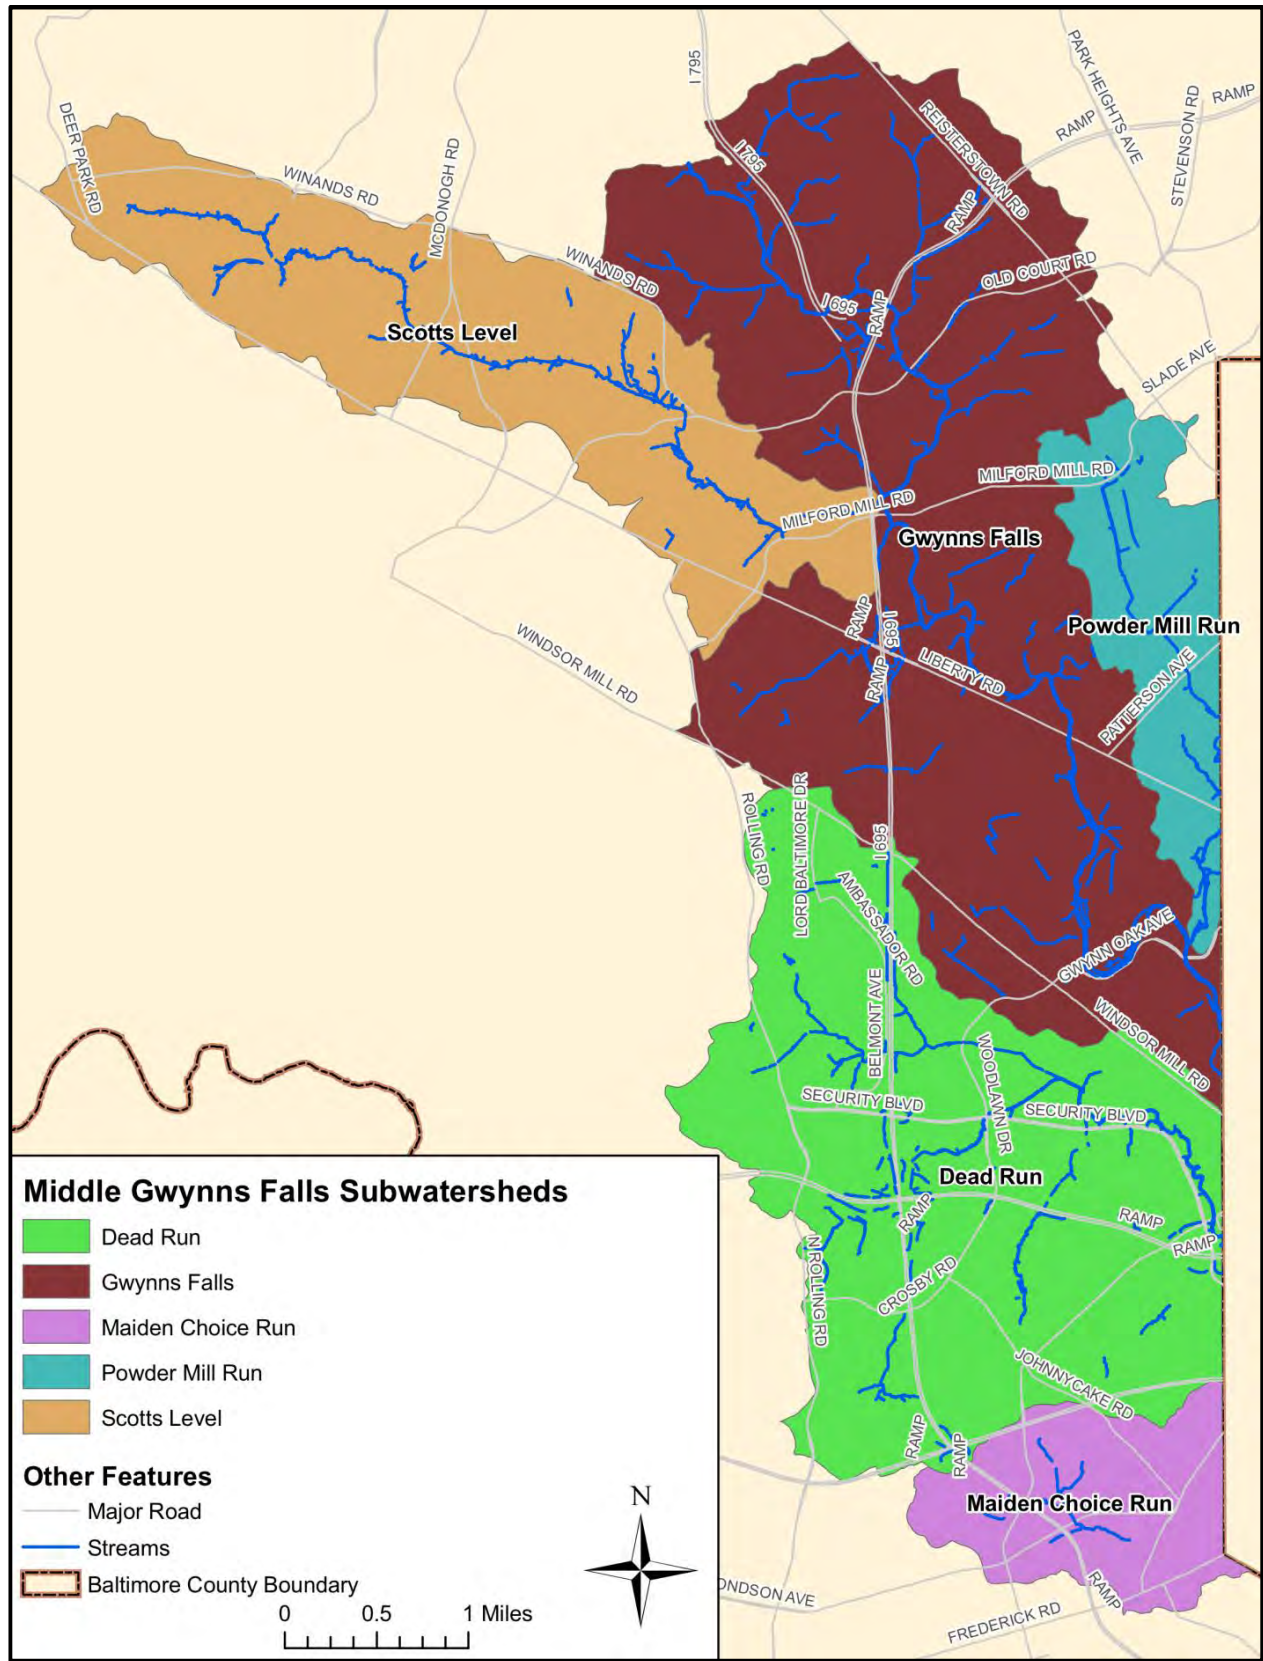 I 795
PARK HEIGHTS AVE
RAMP
STEVENSON RD
RAMP
REISTERSTOWN RD
DEER PARK RD
I 795
WINANDS RD
MCDONOGH RD
RAMP
WINANDS RD
OLD COURT RD
I 695
RAMP
Scotts Level
SLADE AVE
MILFORD MILL RD
MILFORD MILL RD
Gwynns Falls
RAMP
I 695
Powder Mill Run
WINDSOR MILL RD
RAMP
LIBERTY RD
PATTERSON AVE
ROLLING RD
LORD BALTIMORE DR
I 695
AMBASSADOR RD
GWYNN OAK AVE
BELMONT AVE
WINDSOR MILL RD
WOODLAWN DR
SECURITY BLVD
SECURITY BLVD
Dead Run
RAMP
RAMP
RAMP
N ROLLING RD
CROSBY RD
JOHNNYCAKE RD
RAMP
RAMP
Maiden Choice Run
RAMP
ONDSON AVE
FREDERICK RD
Middle Gwynns Falls Subwatersheds
Dead Run
Gwynns Falls
Maiden Choice Run
Powder Mill Run
Scotts Level
Other Features
Major Road
Streams
Baltimore County Boundary
N
0 0.5 1 Miles